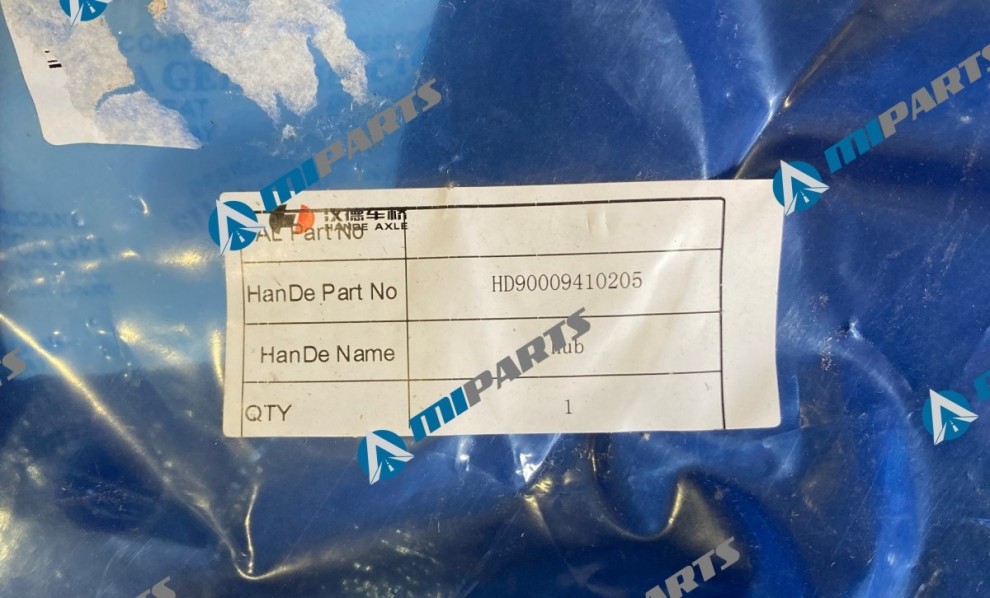 MIPARTS
MIPARTS
汉德车桥
HANDE AXLE
AL Part No
HanDe Part No HD90009410205
HanDe Name hub
MIPARTS
QTY 1
ARTS